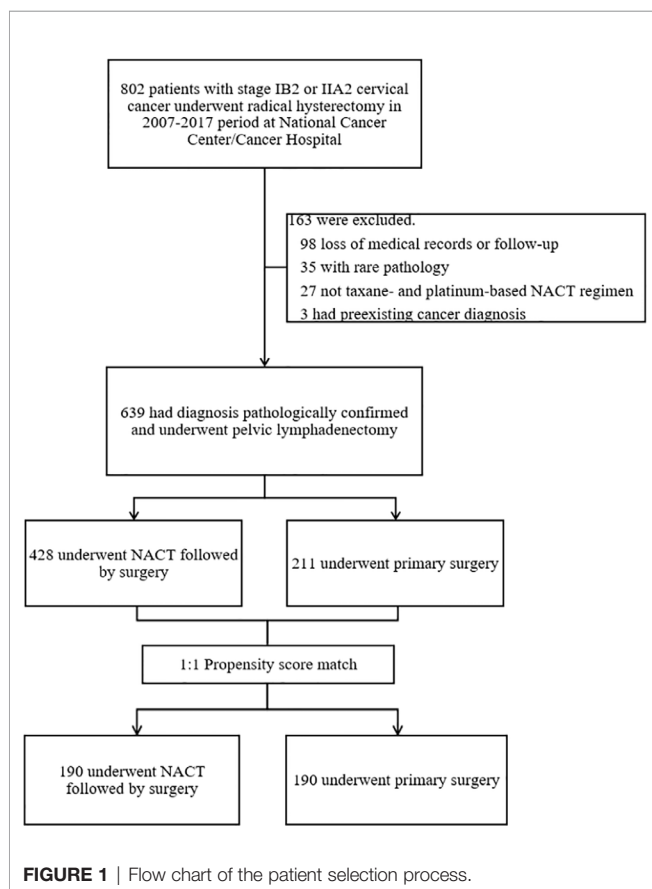 802 patients with stage IB2 or IIA2 cervical
cancer underwent radical hysterectomy in
2007-2017 period at National Cancer
Center/Cancer Hospital
163 were excluded.
98 loss of medical records or follow-up
35 with rare pathology
27 not taxane- and platinum-based NACT regimen
3 had preexisting cancer diagnosis
639 had diagnosis pathologically confirmed
and underwent pelvic lymphadenectomy
428 underwent NACT followed
by surgery
211 underwent primary surgery
1:1 Propensity score match
190 underwent NACT
followed by surgery
190 underwent primary surgery
FIGURE 1 | Flow chart of the patient selection process.